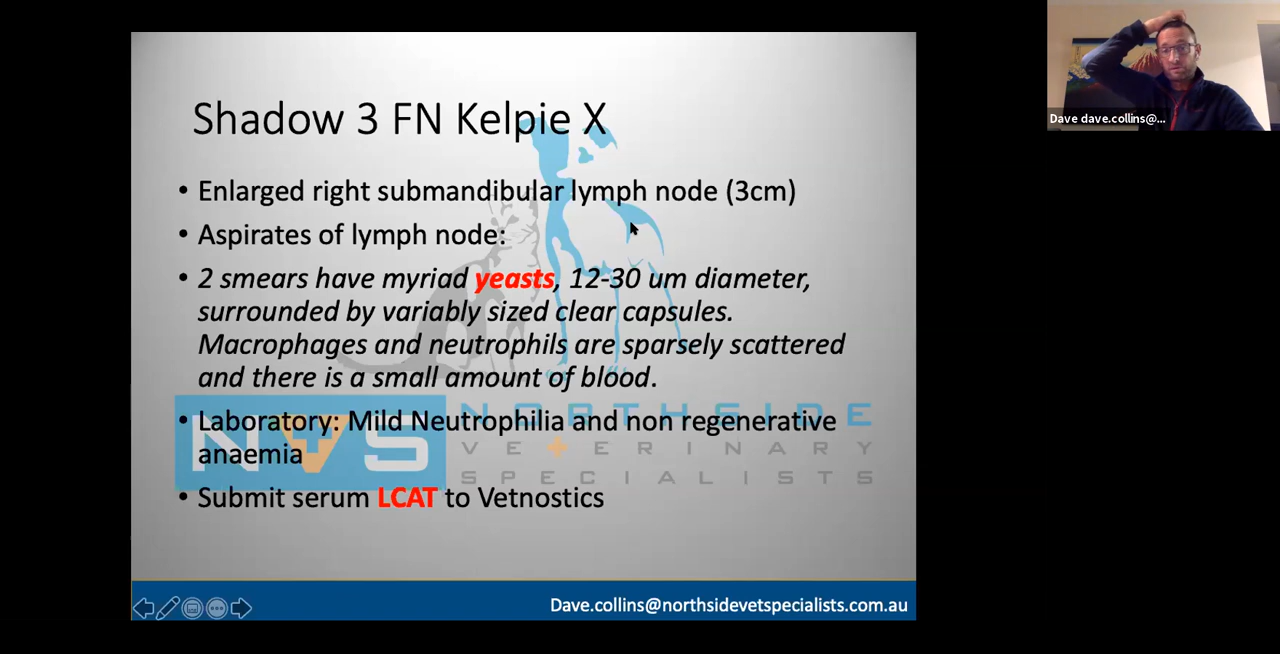 Shadow 3 FN Kelpie X
• Enlarged right submandibular lymph node (3cm)
• Aspirates of lymph node:
• 2 smears have myriad yeasts, 12-30 um diameter,
surrounded by variably sized clear capsules.
Macrophages and neutrophils are sparsely scattered
and there is a small amount of blood.
• Laboratory: Mild Neutrophilia and non regenerative
anaemia
• Submit serum LCAT to Vetnostics
NVS
NORTHSIDE
VETERINARY
SPECIALISTS
Dave.collins@northsidevetspecialists.com.au
Dave dave.collins@...